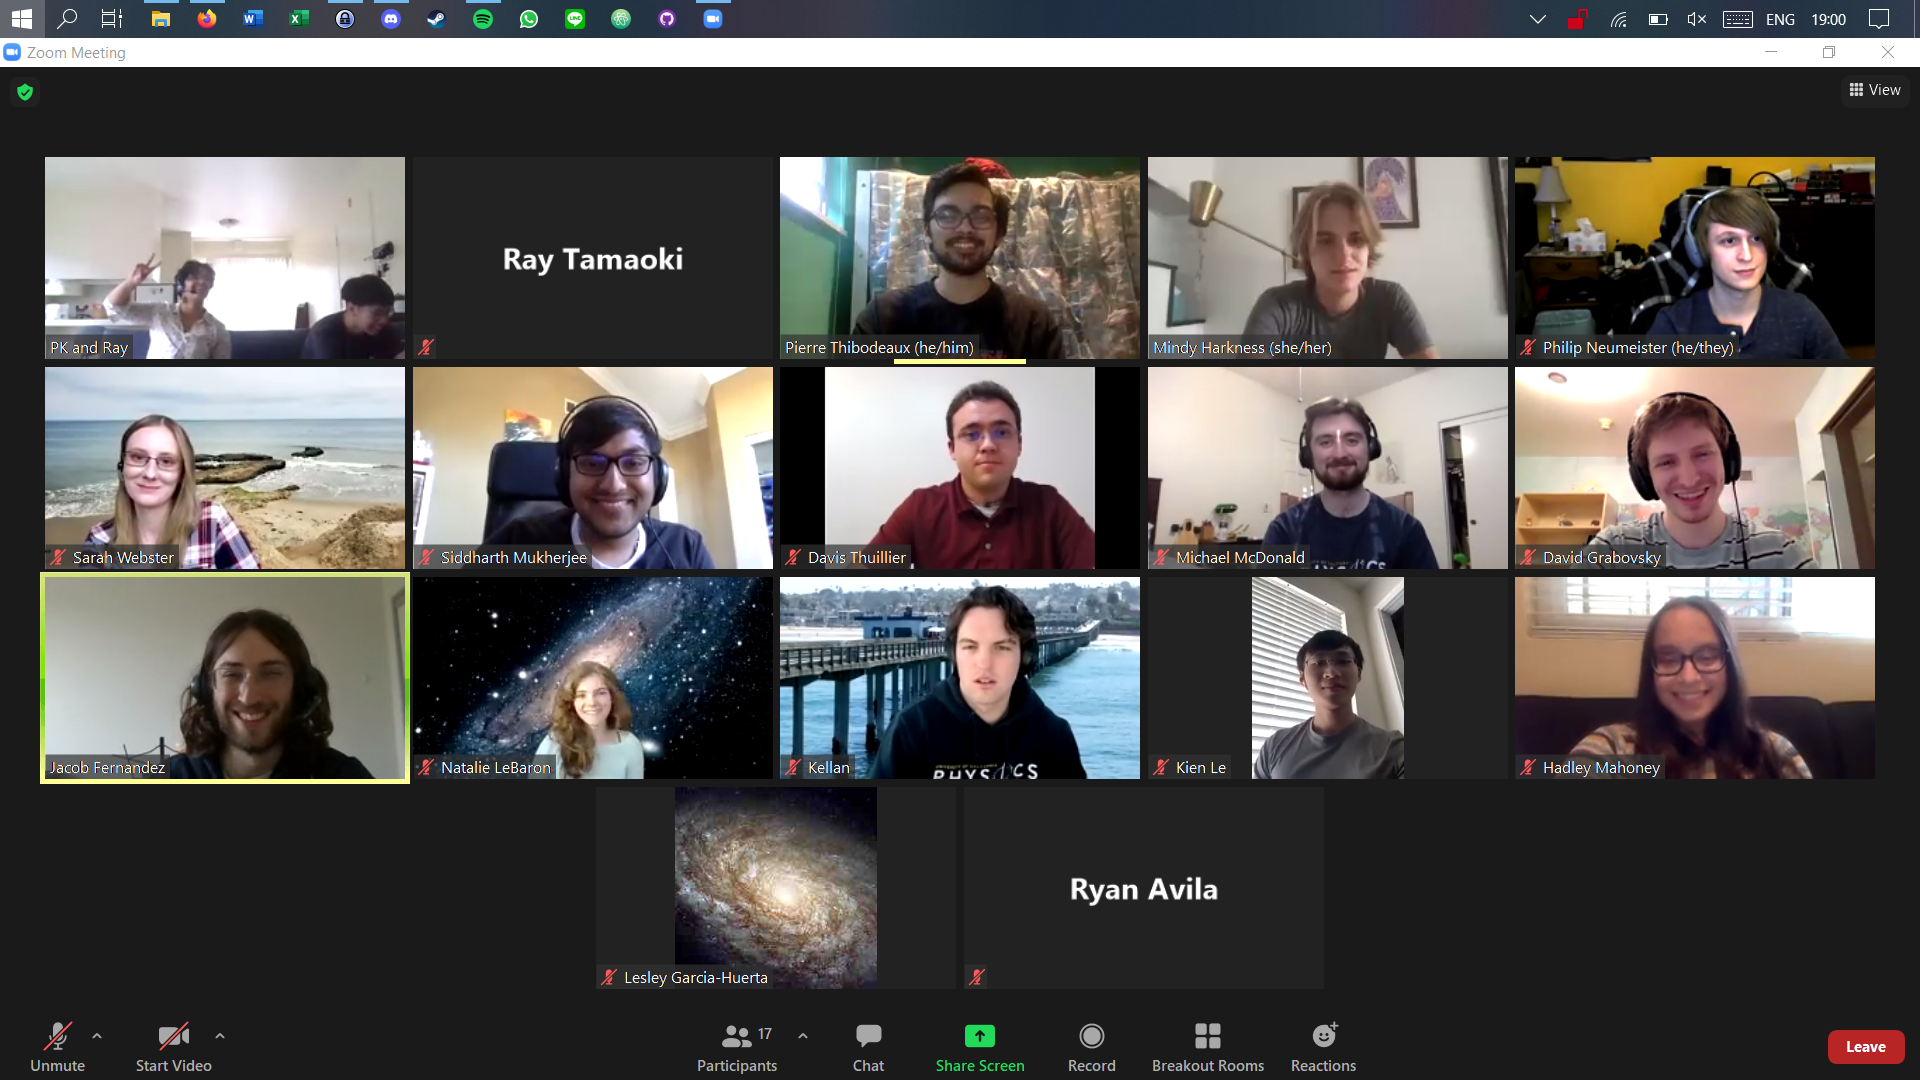 ENG
19:00
Zoom Meeting
View
PK and Ray
Ray Tamaoki
Pierre Thibodeaux (he/him)
Mindy Harkness (she/her)
Philip Neumeister (he/they)
Sarah Webster
Siddharth Mukherjee
Davis Thuillier
Michael McDonald
David Grabovsky
Jacob Fernandez
Natalie LeBaron
PHYSICS
Kellan
Kien Le
Hadley Mahoney
Lesley Garcia-Huerta
Ryan Avila
Unmute
Start Video
17
Participants
Chat
Share Screen
Record
Breakout Rooms
Reactions
Leave